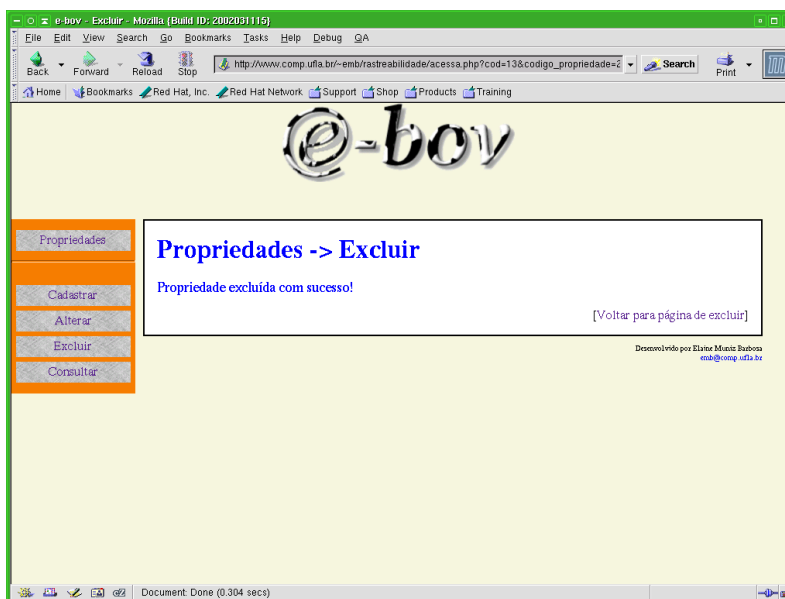 e-bov - Excluir - Mozilla {Build ID: 2002031115}
File Edit View Search Go Bookmarks Tasks Help Debug QA
Back Forward Reload Stop http://www.comp.ufla.br/~emb/rastreabilidade/acessa.php?cod=13&codigo_propriedade=2 Search Print
Home Bookmarks Red Hat, Inc. Red Hat Network Support Shop Products Training
e-bov
Propriedades
Cadastrar
Alterar
Excluir
Consultar
Propriedades -> Excluir
Propriedade excluída com sucesso!
[Voltar para página de excluir]
Desenvolvido por Elaine Muniz Barbosa
emb@comp.ufla.br
Document: Done (0.304 secs)